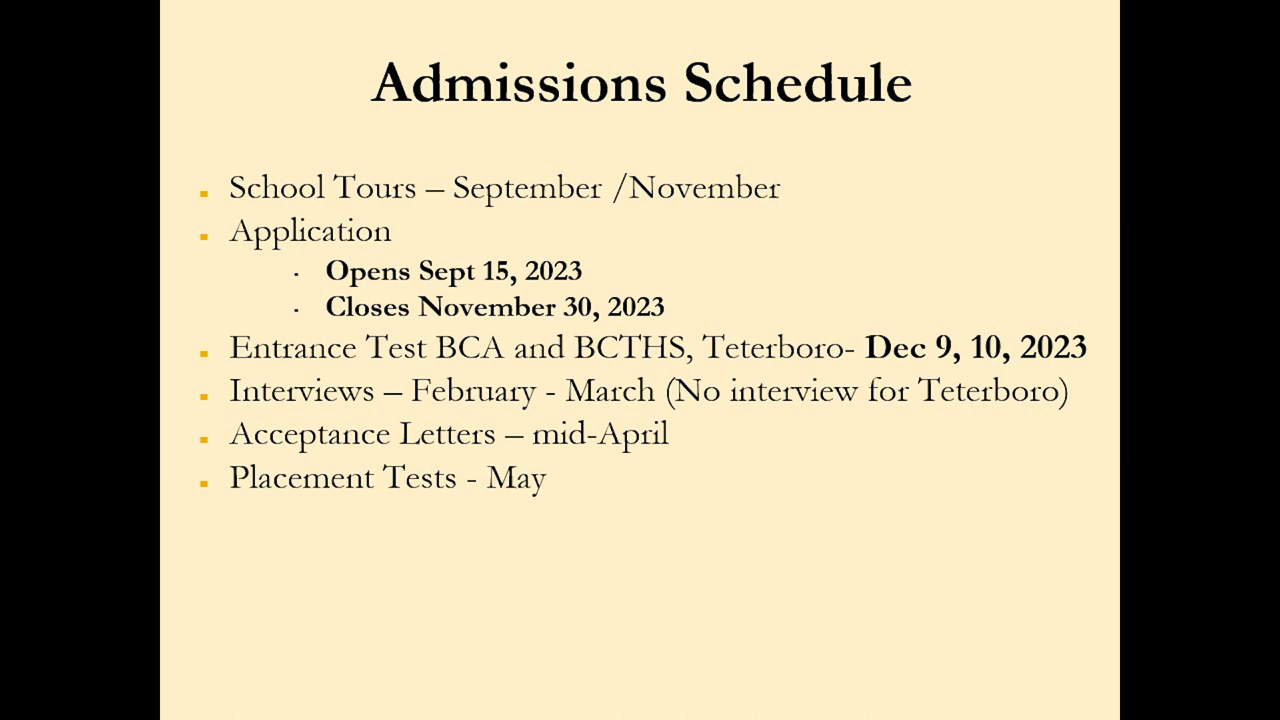 Admissions Schedule
School Tours – September /November
Application
Opens Sept 15, 2023
Closes November 30, 2023
Entrance Test BCA and BCTHS, Teterboro- Dec 9, 10, 2023
Interviews – February - March (No interview for Teterboro)
Acceptance Letters – mid-April
Placement Tests - May